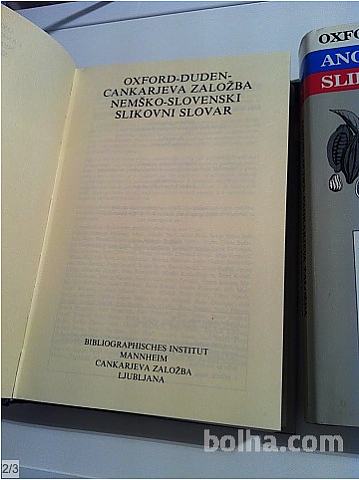 OXFORD-DUDEN-
CANKARJEVA ZALOŽBA
NEMŠKO-SLOVENSKI
SLIKOVNI SLOVAR
BIBLIOGRAPHISCHES INSTITUT
MANNHEIM
CANKARJEVA ZALOŽBA
LJUBLJANA
OXFO
ANG
SLI
2/3
bolha.com